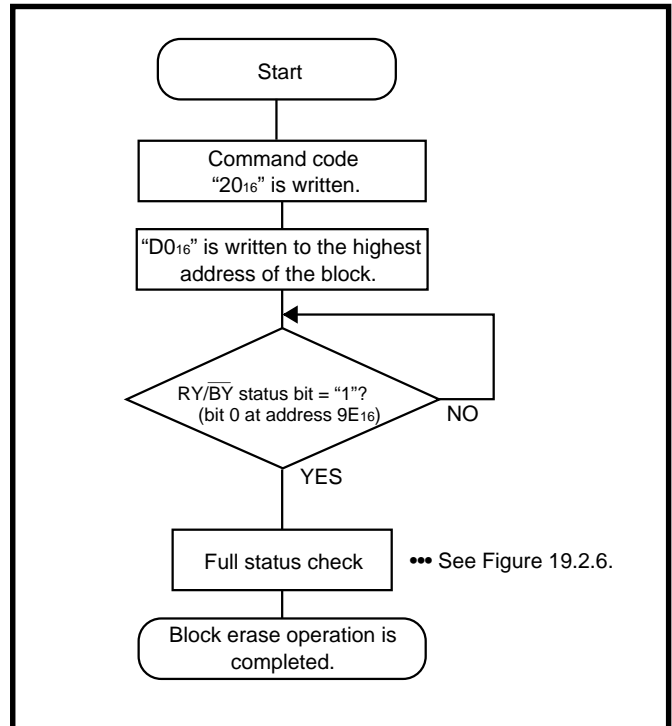 Start
Command code
“20₁₆” is written.
“D0₁₆” is written to the highest
address of the block.
RY/B̅Y̅ status bit = “1”?
(bit 0 at address 9E₁₆)
NO
YES
Full status check
••• See Figure 19.2.6.
Block erase operation is
completed.